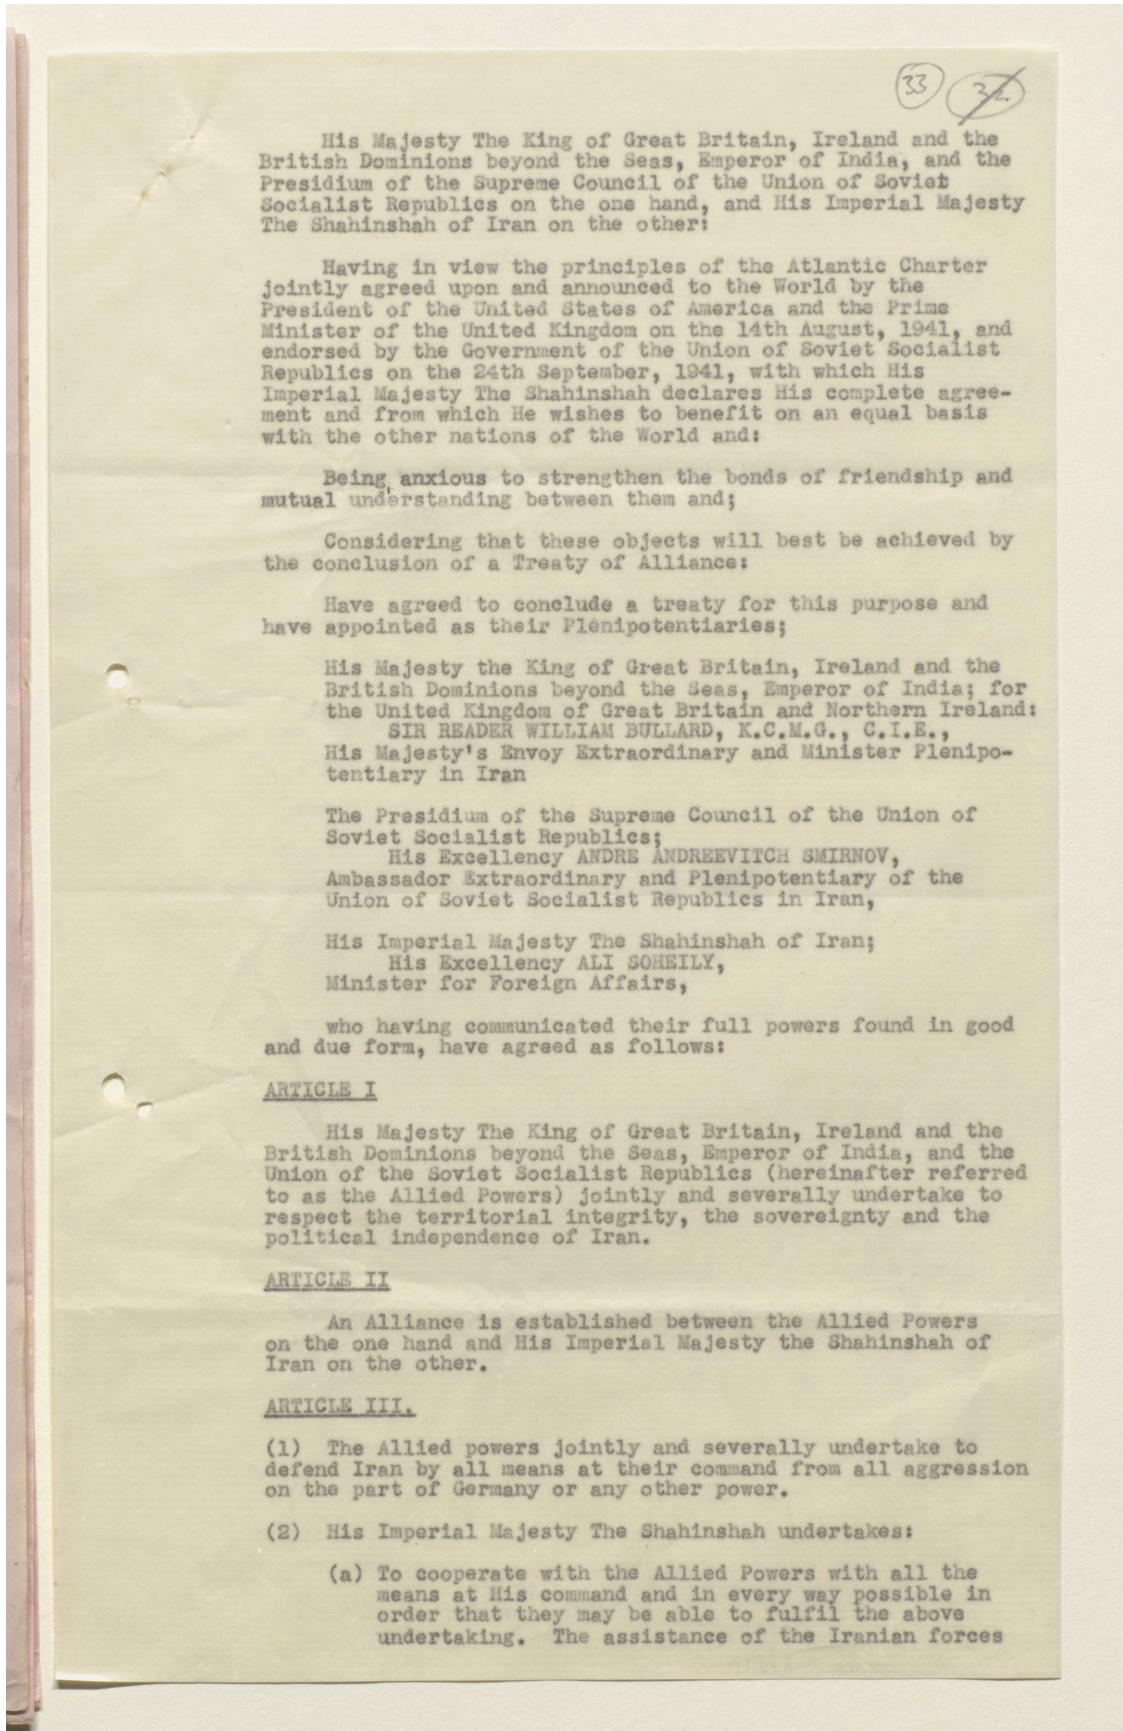 33 32
His Majesty The King of Great Britain, Ireland and the
British Dominions beyond the Seas, Emperor of India, and the
Presidium of the Supreme Council of the Union of Soviet
Socialist Republics on the one hand, and His Imperial Majesty
The Shahinshah of Iran on the other:
Having in view the principles of the Atlantic Charter
jointly agreed upon and announced to the World by the
President of the United States of America and the Prime
Minister of the United Kingdom on the 14th August, 1941, and
endorsed by the Government of the Union of Soviet Socialist
Republics on the 24th September, 1941, with which His
Imperial Majesty The Shahinshah declares His complete agree-
ment and from which He wishes to benefit on an equal basis
with the other nations of the World and:
Being anxious to strengthen the bonds of friendship and
mutual understanding between them and;
Considering that these objects will best be achieved by
the conclusion of a Treaty of Alliance:
Have agreed to conclude a treaty for this purpose and
have appointed as their Plenipotentiaries;
His Majesty the King of Great Britain, Ireland and the
British Dominions beyond the Seas, Emperor of India; for
the United Kingdom of Great Britain and Northern Ireland:
SIR READER WILLIAM BULLARD, K.C.M.G., C.I.E.,
His Majesty's Envoy Extraordinary and Minister Plenipo-
tentiary in Iran
The Presidium of the Supreme Council of the Union of
Soviet Socialist Republics;
His Excellency ANDRE ANDREEVITCH SMIRNOV,
Ambassador Extraordinary and Plenipotentiary of the
Union of Soviet Socialist Republics in Iran,
His Imperial Majesty The Shahinshah of Iran;
His Excellency ALI SOHEILY,
Minister for Foreign Affairs,
who having communicated their full powers found in good
and due form, have agreed as follows:
ARTICLE I
His Majesty The King of Great Britain, Ireland and the
British Dominions beyond the Seas, Emperor of India, and the
Union of the Soviet Socialist Republics (hereinafter referred
to as the Allied Powers) jointly and severally undertake to
respect the territorial integrity, the sovereignty and the
political independence of Iran.
ARTICLE II
An Alliance is established between the Allied Powers
on the one hand and His Imperial Majesty the Shahinshah of
Iran on the other.
ARTICLE III.
(1) The Allied powers jointly and severally undertake to
defend Iran by all means at their command from all aggression
on the part of Germany or any other power.
(2) His Imperial Majesty The Shahinshah undertakes:
(a) To cooperate with the Allied Powers with all the
means at His command and in every way possible in
order that they may be able to fulfil the above
undertaking. The assistance of the Iranian forces